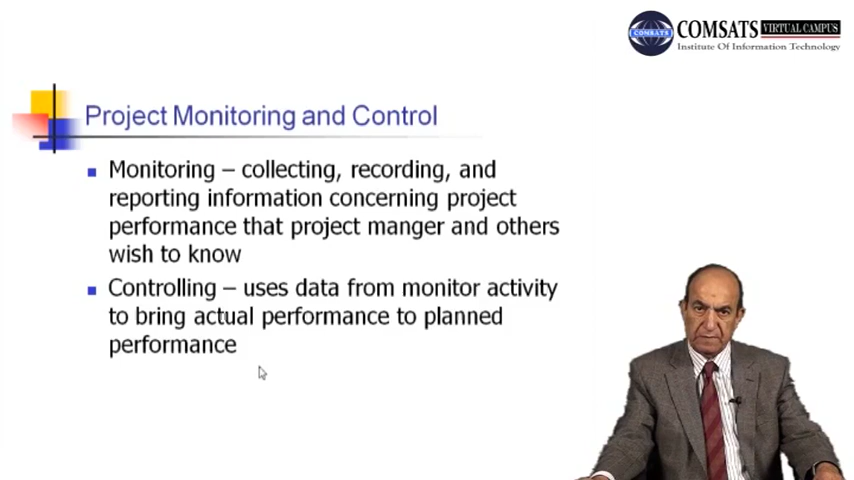 COMSATS VIRTUAL CAMPUS
Institute Of Information Technology
COMSATS
Project Monitoring and Control
Monitoring – collecting, recording, and
reporting information concerning project
performance that project manger and others
wish to know
Controlling – uses data from monitor activity
to bring actual performance to planned
performance